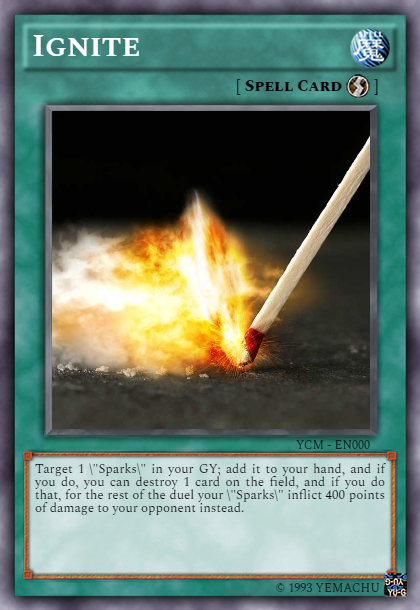 Ignite
[ Spell Card ]
YCM - EN000
Target 1 \"Sparks\" in your GY; add it to your hand, and if
you do, you can destroy 1 card on the field, and if you do
that, for the rest of the duel your \"Sparks\" inflict 400 points
of damage to your opponent instead.
© 1993 YEMACHU